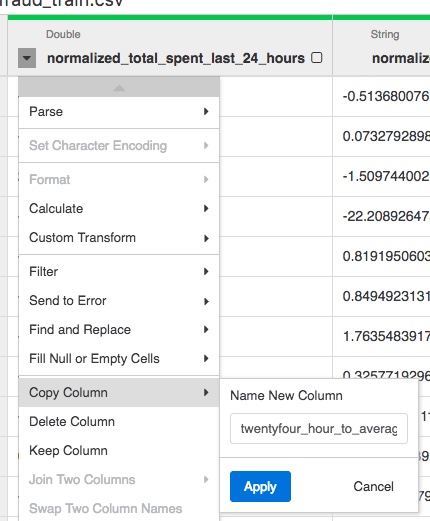 Double
String
normalized_total_spent_last_24_hours
-0.513680076
Parse
0.0732792898
Set Character Encoding
-1.509744002
Format
Calculate
-22.20892647
Custom Transform
0.8191950603
Filter
0.8494923131
Send to Error
Find and Replace
1.7635483917
Fill Null or Empty Cells
0.3257719296
Copy Column
Name New Column
Delete Column
twentyfour_hour_to_averag
Keep Column
Join Two Columns
Apply
Cancel
Swap Two Column Names